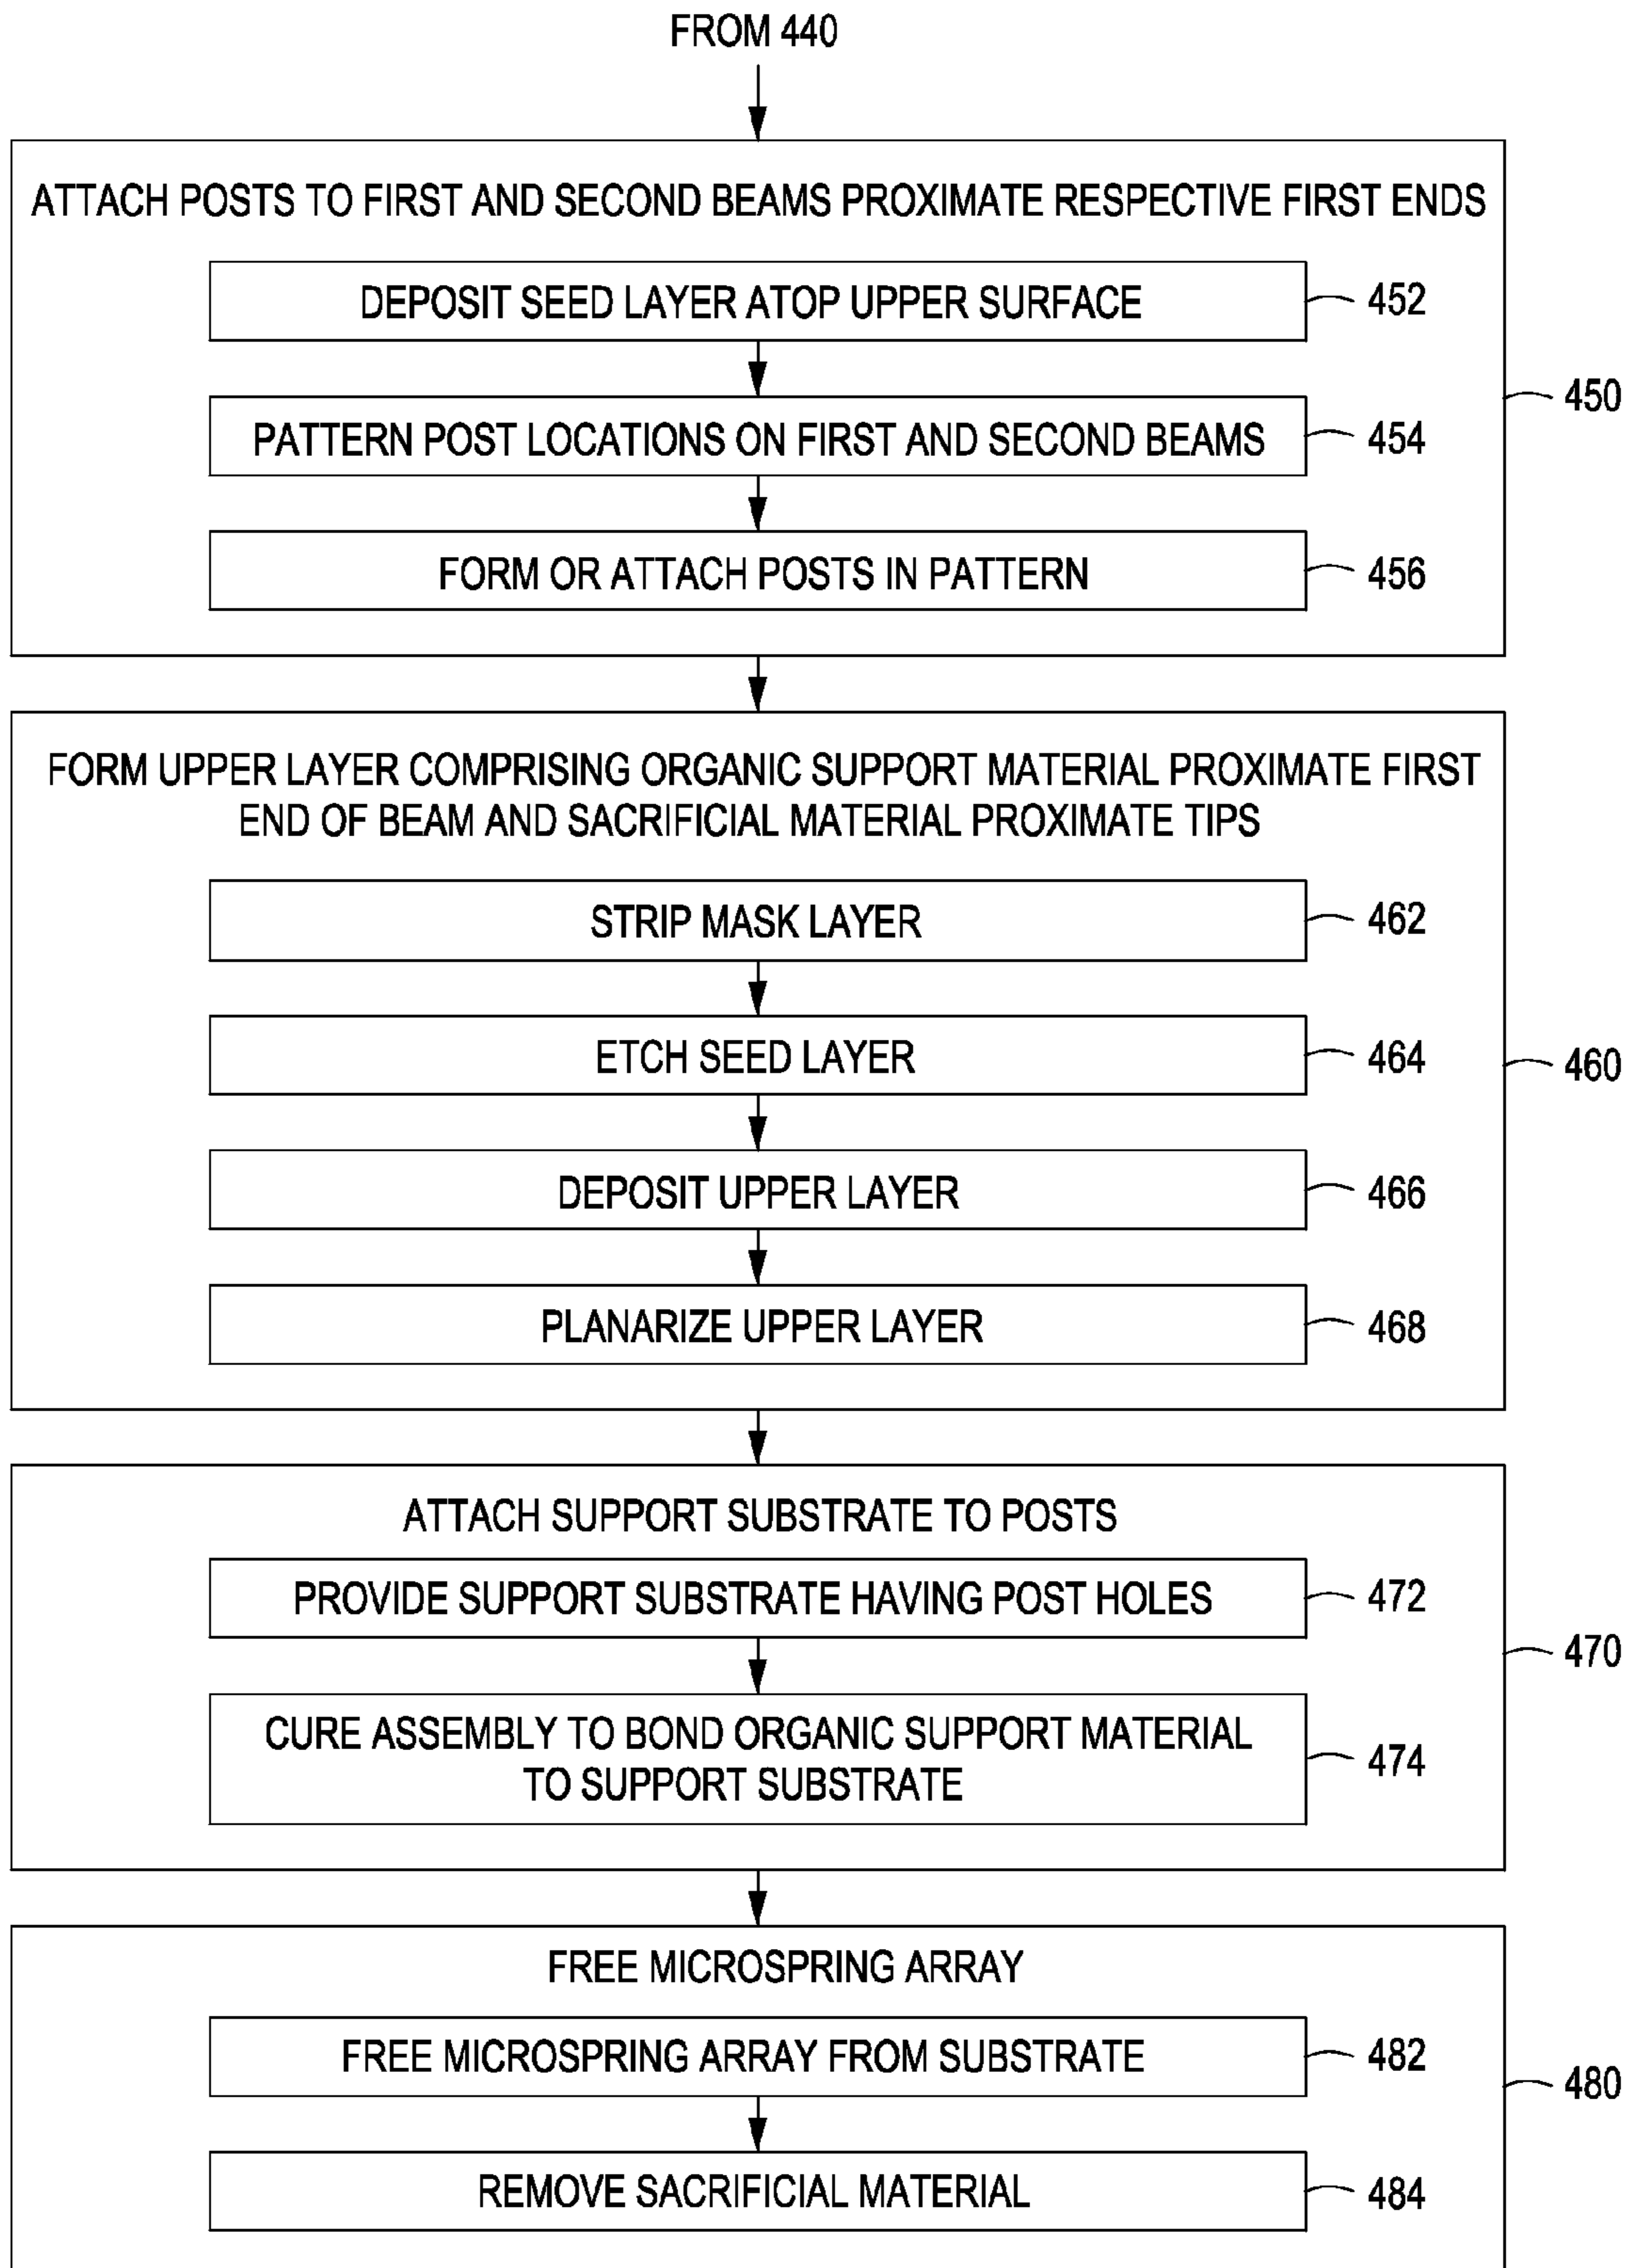 FROM 440
ATTACH POSTS TO FIRST AND SECOND BEAMS PROXIMATE RESPECTIVE FIRST ENDS
DEPOSIT SEED LAYER ATOP UPPER SURFACE
452
450
PATTERN POST LOCATIONS ON FIRST AND SECOND BEAMS
454
FORM OR ATTACH POSTS IN PATTERN
456
FORM UPPER LAYER COMPRISING ORGANIC SUPPORT MATERIAL PROXIMATE FIRST
END OF BEAM AND SACRIFICIAL MATERIAL PROXIMATE TIPS
STRIP MASK LAYER
462
ETCH SEED LAYER
464
460
DEPOSIT UPPER LAYER
466
PLANARIZE UPPER LAYER
468
ATTACH SUPPORT SUBSTRATE TO POSTS
PROVIDE SUPPORT SUBSTRATE HAVING POST HOLES
472
470
CURE ASSEMBLY TO BOND ORGANIC SUPPORT MATERIAL
TO SUPPORT SUBSTRATE
474
FREE MICROSPRING ARRAY
FREE MICROSPRING ARRAY FROM SUBSTRATE
482
480
REMOVE SACRIFICIAL MATERIAL
484